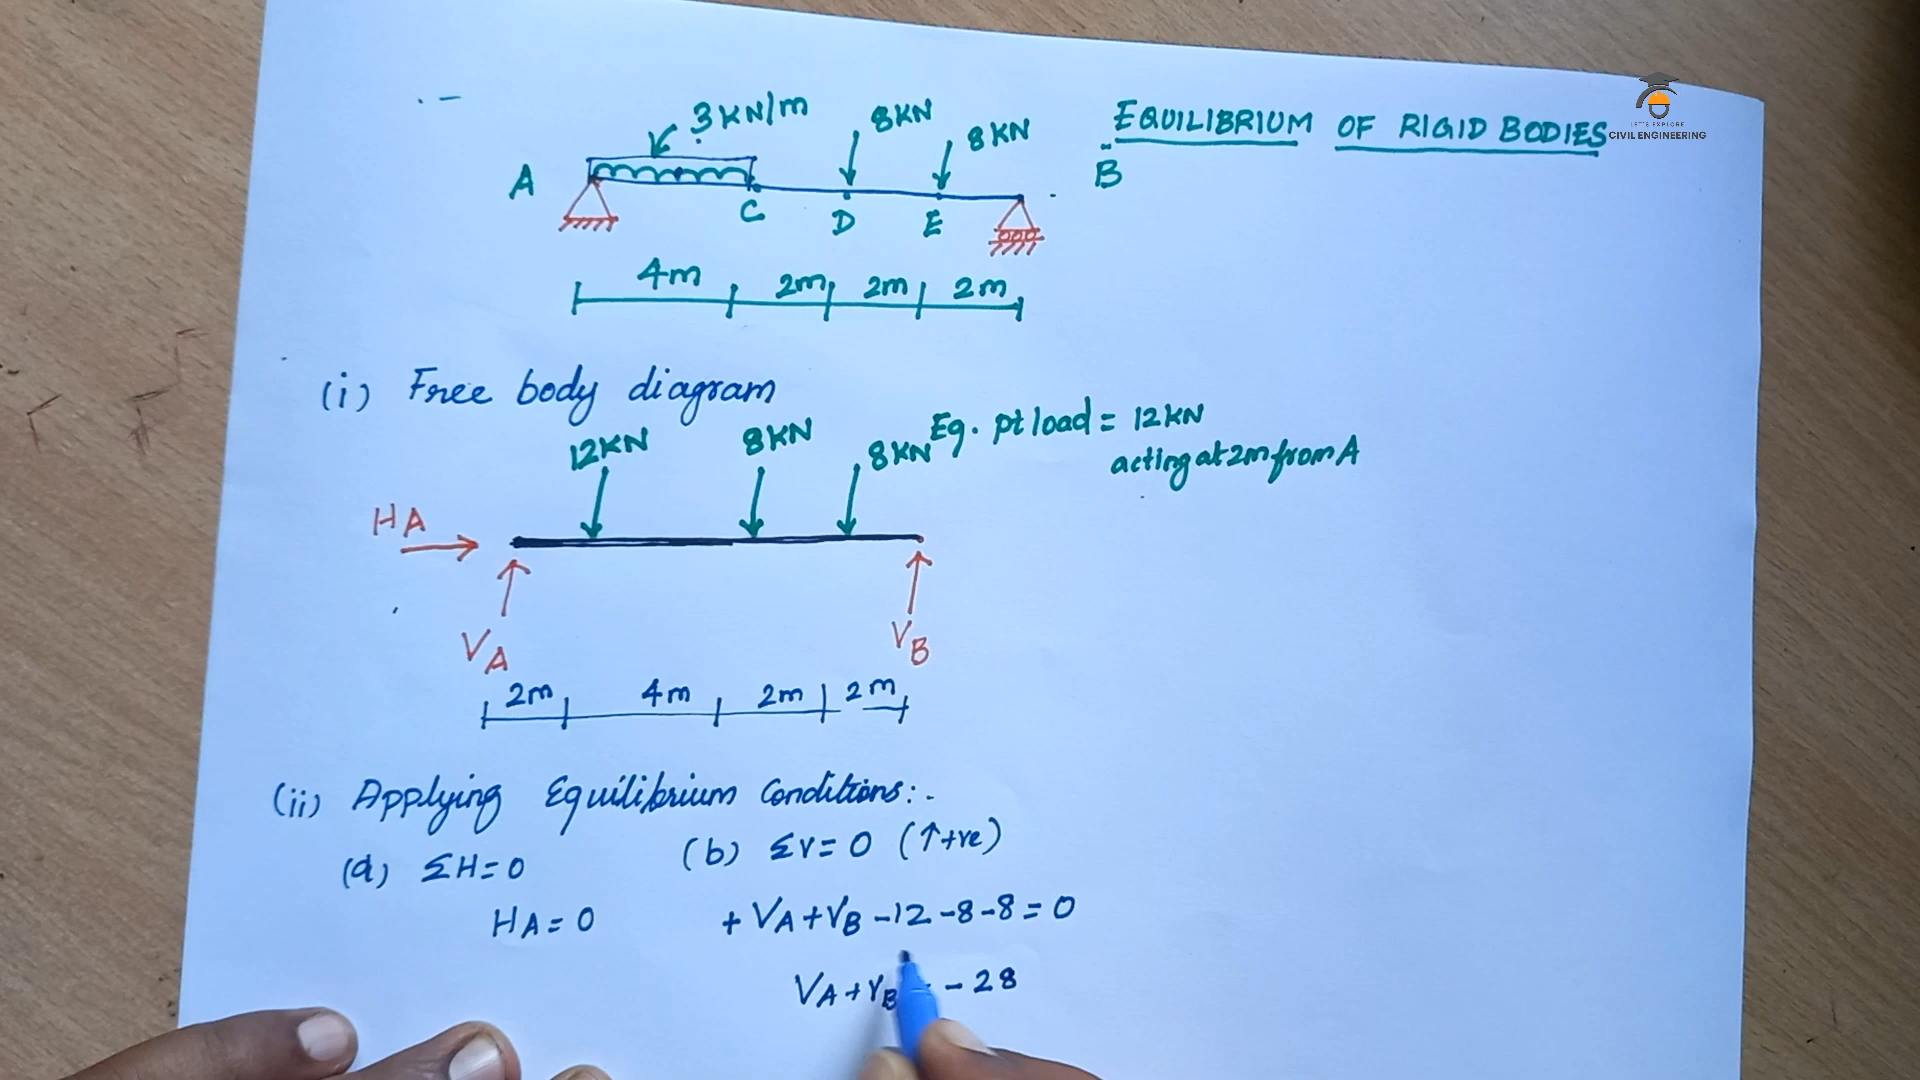 3KN/m
8KN
8KN
EQUILIBRIUM OF RIGID BODIES
LET'S EXPLORE
CIVIL ENGINEERING
A
B
C
D
E
4m 2m 2m 2m
(i) Free body diagram
12KN
8KN
8KN
Eq. pt load = 12KN
acting at 2m from A
HA
VA
VB
2m 4m 2m 2m
(ii) Applying Equilibrium Conditions:-
(a) ΣH=0
(b) ΣV=0 (↑+ve)
HA=0
+VA+VB-12-8-8=0
VA+VB -28